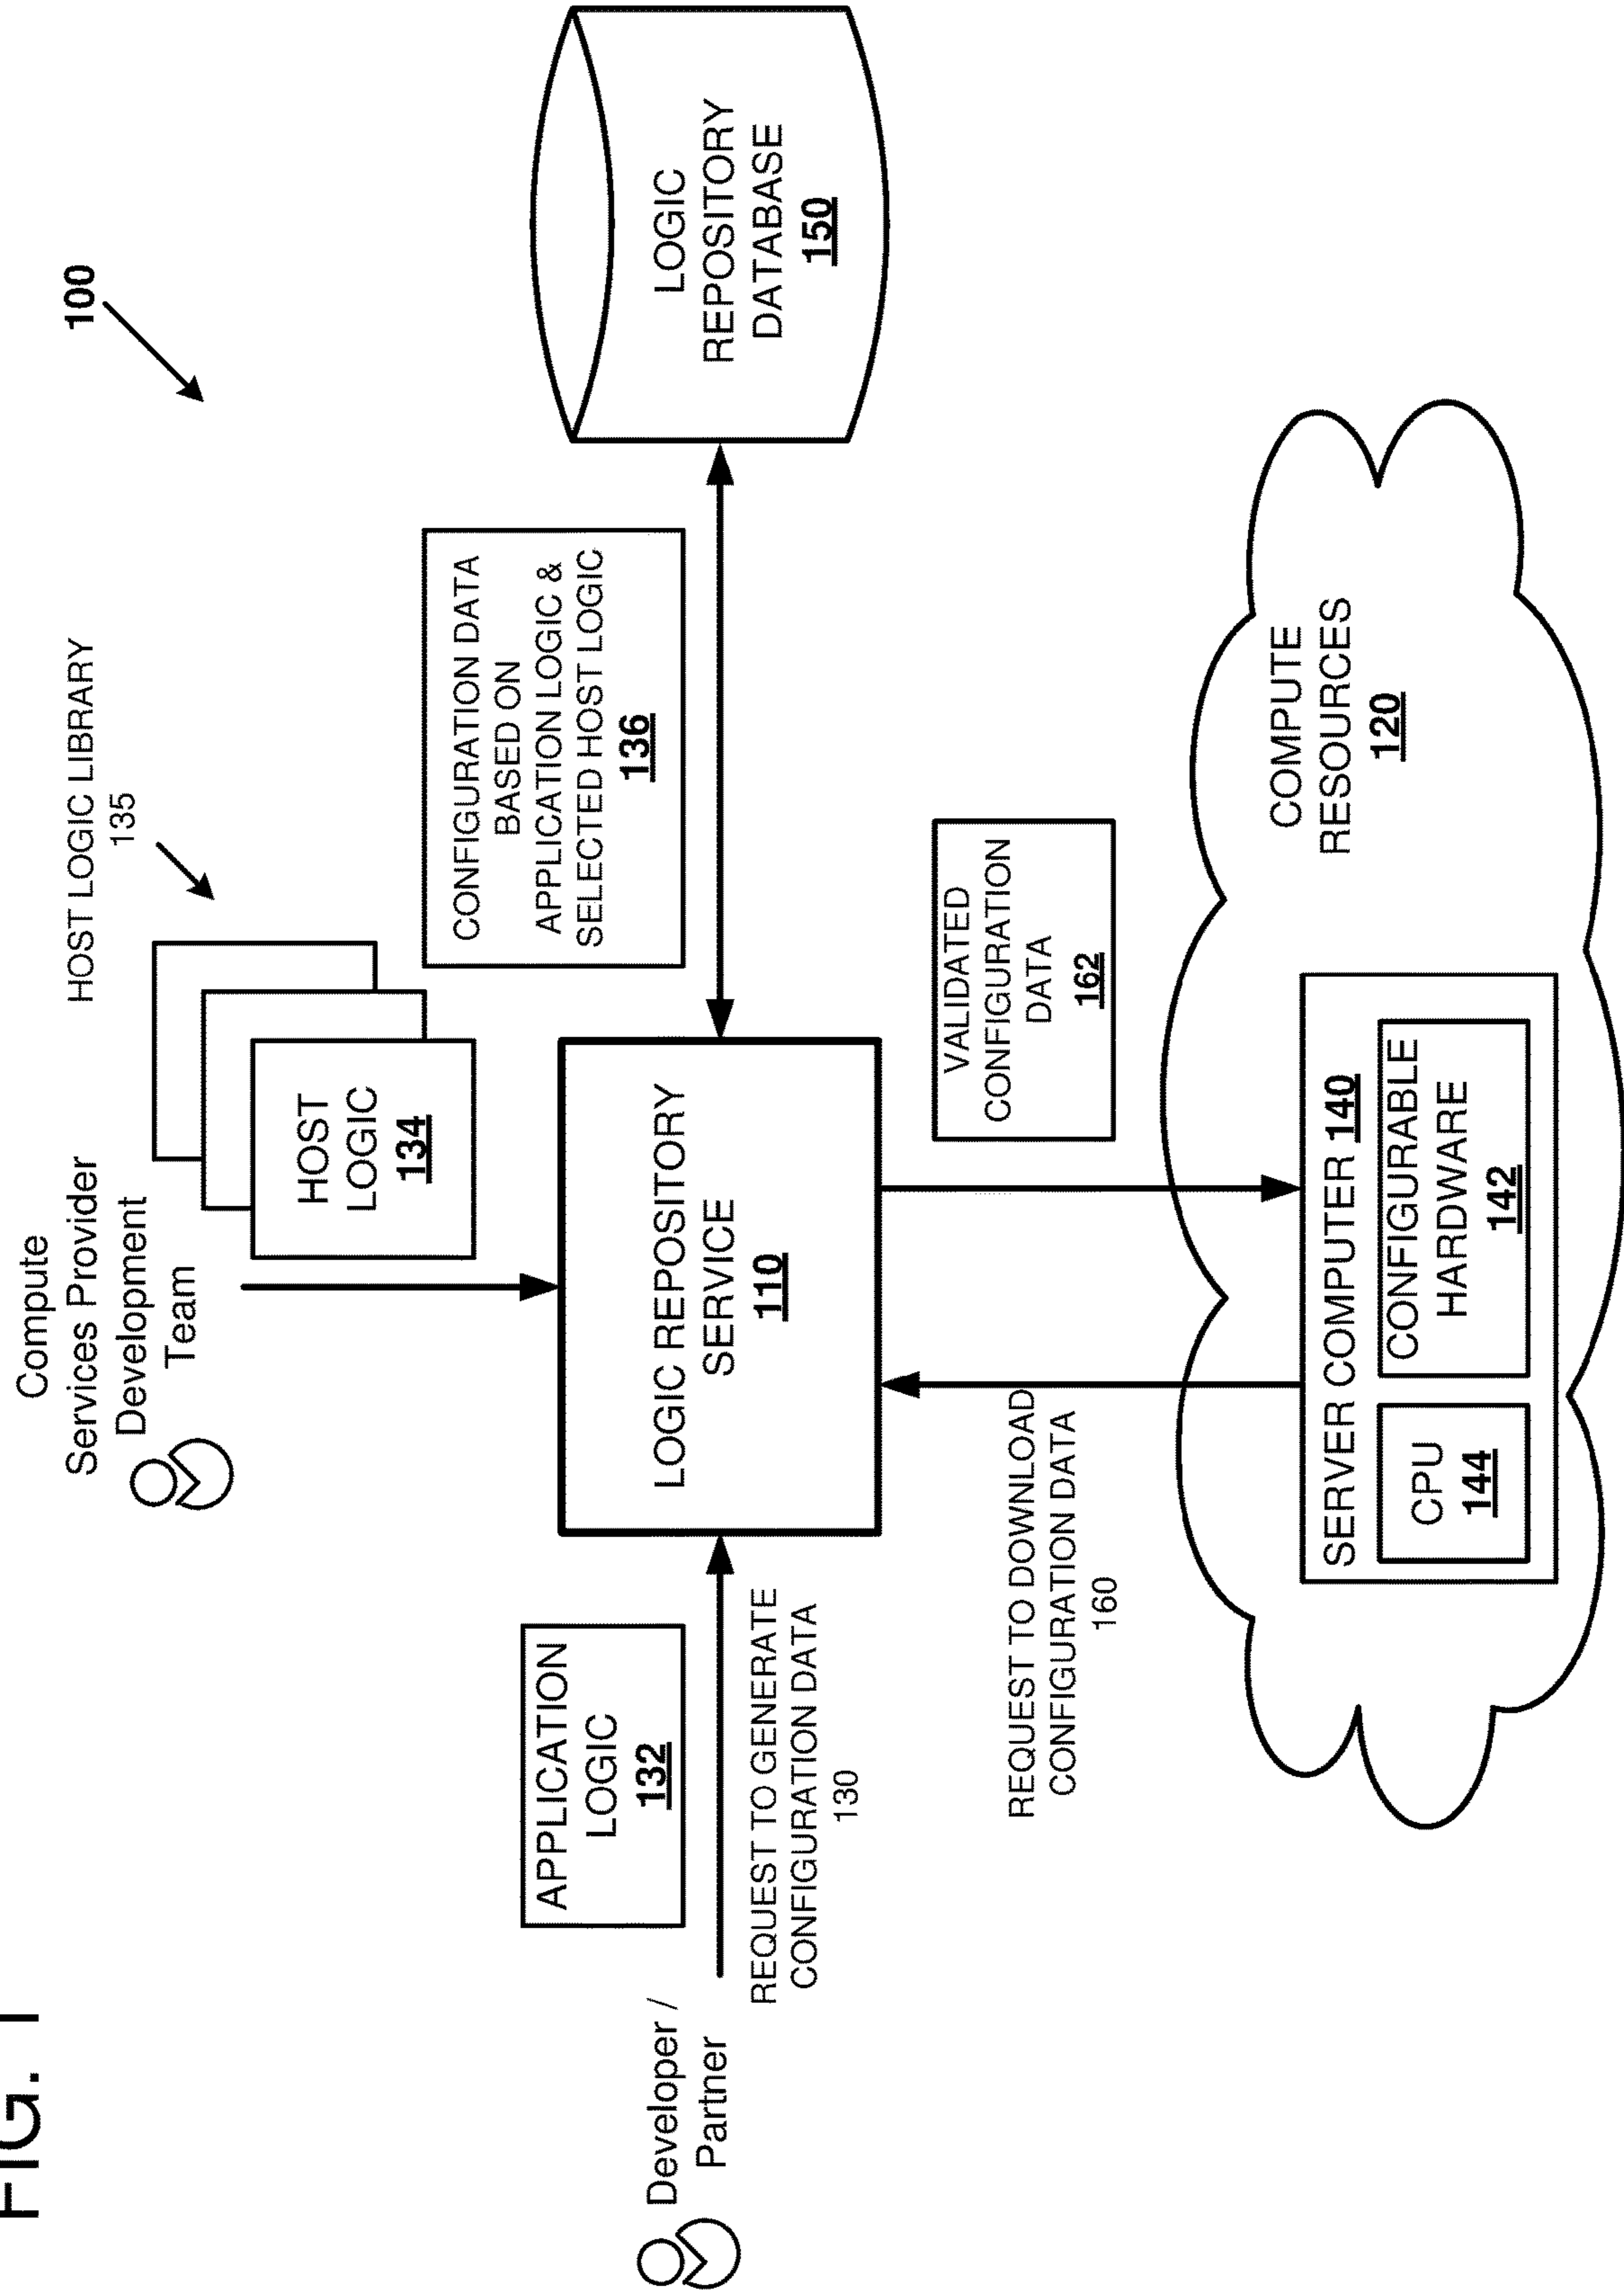 FIG. 1
100
Compute
Services Provider
Development
Team
HOST LOGIC LIBRARY
135
HOST
LOGIC
134
CONFIGURATION DATA
BASED ON
APPLICATION LOGIC &
SELECTED HOST LOGIC
136
APPLICATION
LOGIC
132
Developer /
Partner
REQUEST TO GENERATE
CONFIGURATION DATA
130
LOGIC REPOSITORY
SERVICE
110
LOGIC
REPOSITORY
DATABASE
150
REQUEST TO DOWNLOAD
CONFIGURATION DATA
160
VALIDATED
CONFIGURATION
DATA
162
COMPUTE
RESOURCES
120
SERVER COMPUTER 140
CPU
144
CONFIGURABLE
HARDWARE
142